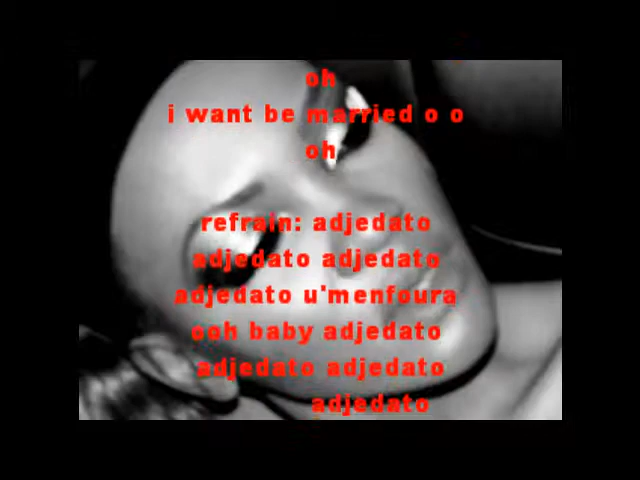 oh
i want be married o o
oh
refrain: adjedato
adjedato adjedato
adjedato u'menfoura
ooh baby adjedato
adjedato adjedato
adjedato